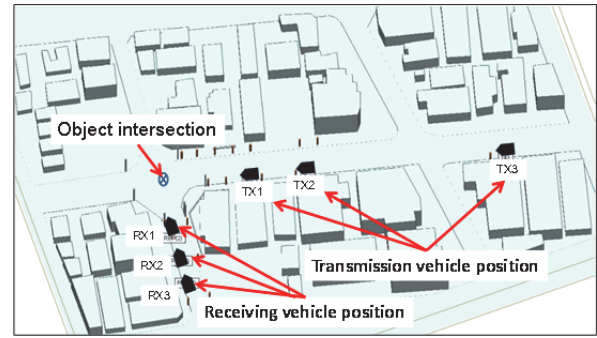 Object intersection
TX1
TX2
TX3
RX1
RX2
RX3
Transmission vehicle position
Receiving vehicle position